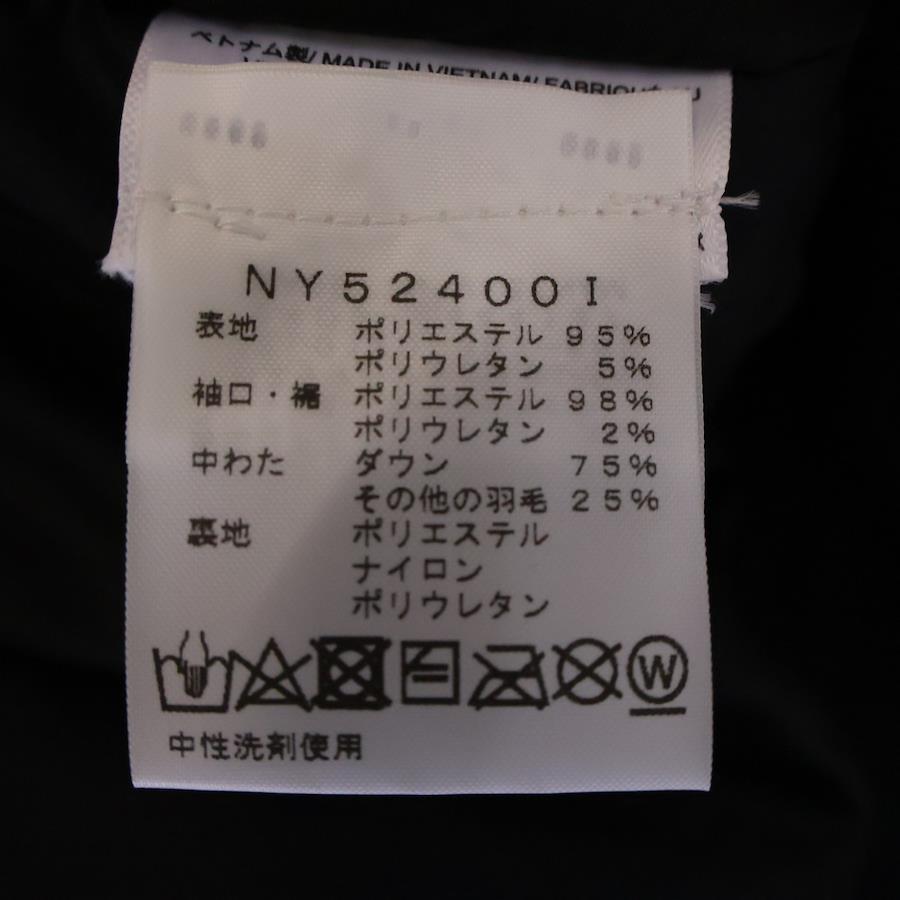 ベトナム製/ MADE IN VIETNAM/ FABRIQUÉ AU
NY52400I
表地 ポリエステル 95%
ポリウレタン 5%
袖口・裾 ポリエステル 98%
ポリウレタン 2%
中わた ダウン 75%
その他の羽毛 25%
裏地 ポリエステル
ナイロン
ポリウレタン
W
中性洗剤使用